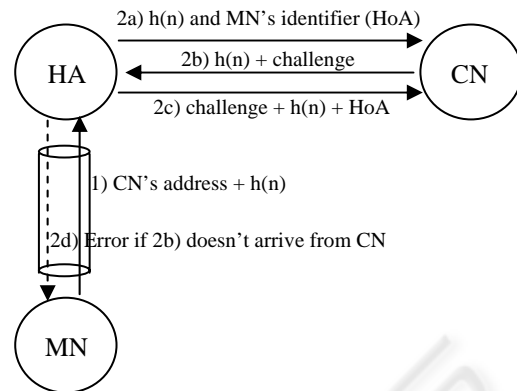 2a) h(n) and MN's identifier (HoA)
2b) h(n) + challenge
HA
CN
2c) challenge + h(n) + HoA
1) CN's address + h(n)
2d) Error if 2b) doesn't arrive from CN
MN